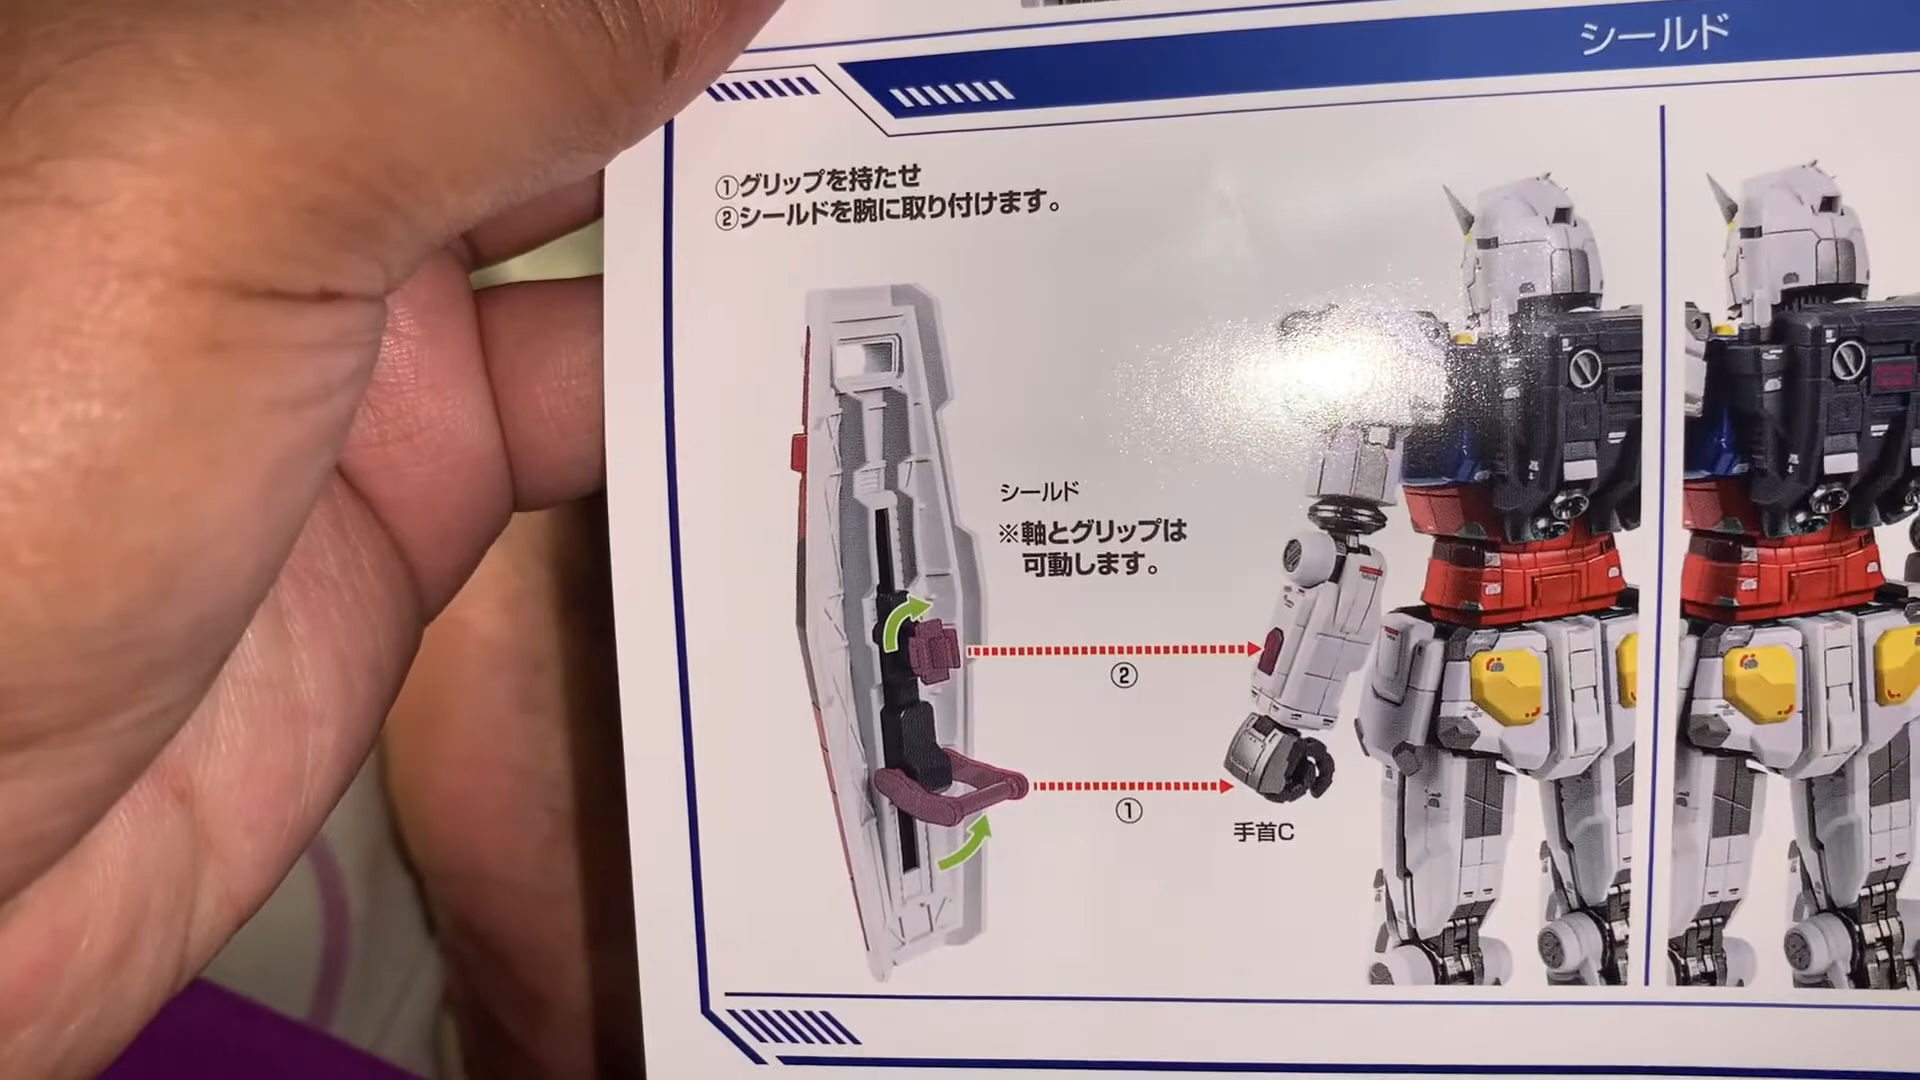 シールド
①グリップを持たせ
②シールドを腕に取り付けます。
シールド
※軸とグリップは
可動します。
②
①
手首C